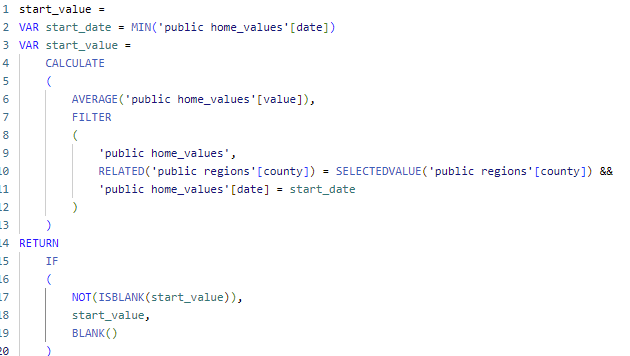 1 start_value =
2 VAR start_date = MIN('public home_values'[date])
3 VAR start_value =
4 CALCULATE
5 (
6 AVERAGE('public home_values'[value]),
7 FILTER
8 (
9 'public home_values',
10 RELATED('public regions'[county]) = SELECTEDVALUE('public regions'[county]) &&
11 'public home_values'[date] = start_date
12 )
13 )
14 RETURN
15 IF
16 (
17 NOT(ISBLANK(start_value)),
18 start_value,
19 BLANK()
20 )